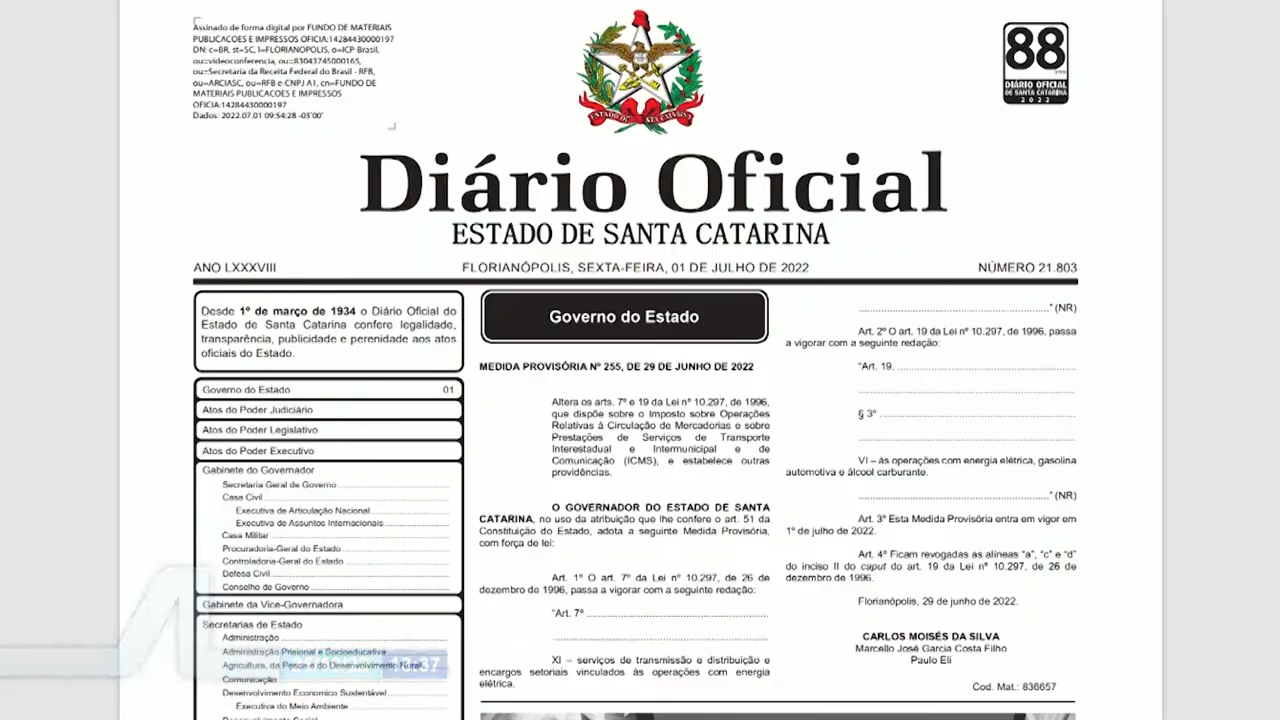 Assinado de forma digital por FUNDO DE MATERIAIS
PUBLICACOES E IMPRESSOS OFICIA:14284430000197
DN: c=BR, st=SC, l=FLORIANOPOLIS, o=ICP-Brasil,
ou=videoconferencia, ou=83043745000165,
ou=Secretaria da Receita Federal do Brasil - RFB,
ou=ARCIASC, ou=RFB e-CNPJ A1, cn=FUNDO DE
MATERIAIS PUBLICACOES E IMPRESSOS
OFICIA:14284430000197
Dados: 2022.07.01 09:54:28 -03'00'
88
DIÁRIO OFICIAL
DE SANTA CATARINA
2022
Diário Oficial
ESTADO DE SANTA CATARINA
ANO LXXXVIII
FLORIANÓPOLIS, SEXTA-FEIRA, 01 DE JULHO DE 2022
NÚMERO 21.803
Desde 1º de março de 1934 o Diário Oficial do
Estado de Santa Catarina confere legalidade,
transparência, publicidade e perenidade aos atos
oficiais do Estado.
Governo do Estado 01
Atos do Poder Judiciário
Atos do Poder Legislativo
Atos do Poder Executivo
Gabinete do Governador
Secretaria Geral de Governo
Casa Civil
Executiva de Articulação Nacional
Executiva de Assuntos Internacionais
Casa Militar
Procuradoria-Geral do Estado
Controladoria-Geral do Estado
Defesa Civil
Conselho de Governo
Gabinete da Vice-Governadora
Secretarias de Estado
Administração
Administração Prisional e Socioeducativa
Agricultura, da Pesca e do Desenvolvimento Rural
Comunicação
Desenvolvimento Economico Sustentável
Executiva do Meio Ambiente
Desenvolvimento Social
Governo do Estado
MEDIDA PROVISÓRIA Nº 255, DE 29 DE JUNHO DE 2022
Altera os arts. 7º e 19 da Lei nº 10.297, de 1996,
que dispõe sobre o Imposto sobre Operações
Relativas à Circulação de Mercadorias e sobre
Prestações de Serviços de Transporte
Interestadual e Intermunicipal e de
Comunicação (ICMS), e estabelece outras
providências.
O GOVERNADOR DO ESTADO DE SANTA
CATARINA, no uso da atribuição que lhe confere o art. 51 da
Constituição do Estado, adota a seguinte Medida Provisória,
com força de lei:
Art. 1º O art. 7º da Lei nº 10.297, de 26 de
dezembro de 1996, passa a vigorar com a seguinte redação:
“Art. 7º
XI – serviços de transmissão e distribuição e
encargos setoriais vinculados às operações com energia
elétrica.
” (NR)
Art. 2º O art. 19 da Lei nº 10.297, de 1996, passa
a vigorar com a seguinte redação:
“Art. 19.
§ 3º
VI – às operações com energia elétrica, gasolina
automotiva e álcool carburante.
” (NR)
Art. 3º Esta Medida Provisória entra em vigor em
1º de julho de 2022.
Art. 4º Ficam revogadas as alíneas “a”, “c” e “d”
do inciso II do caput do art. 19 da Lei nº 10.297, de 26 de
dezembro de 1996.
Florianópolis, 29 de junho de 2022.
CARLOS MOISÉS DA SILVA
Marcello José Garcia Costa Filho
Paulo Eli
Cod. Mat.: 836657